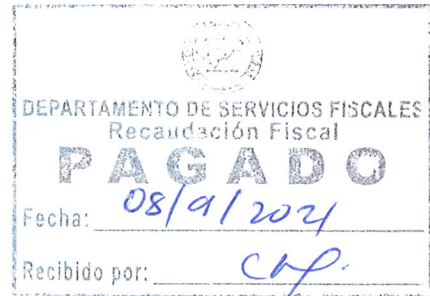 DEPARTAMENTO DE SERVICIOS FISCALES
Recaudación Fiscal
PAGADO
Fecha: 08/9/2021
Recibido por: